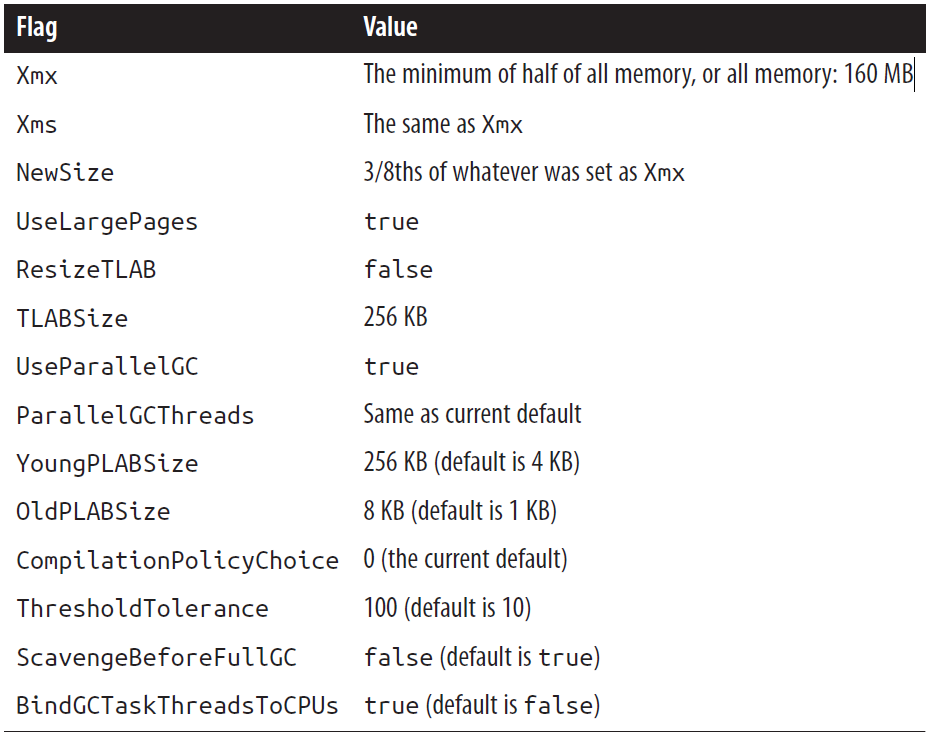 Flag Value
Xmx The minimum of half of all memory, or all memory: 160 MB
Xms The same as Xmx
NewSize 3/8ths of whatever was set as Xmx
UseLargePages true
ResizeTLAB false
TLABSize 256 KB
UseParallelGC true
ParallelGCThreads Same as current default
YoungPLABSize 256 KB (default is 4 KB)
OldPLABSize 8 KB (default is 1 KB)
CompilationPolicyChoice 0 (the current default)
ThresholdTolerance 100 (default is 10)
ScavengeBeforeFullGC false (default is true)
BindGCTaskThreadsToCPUs true (default is false)